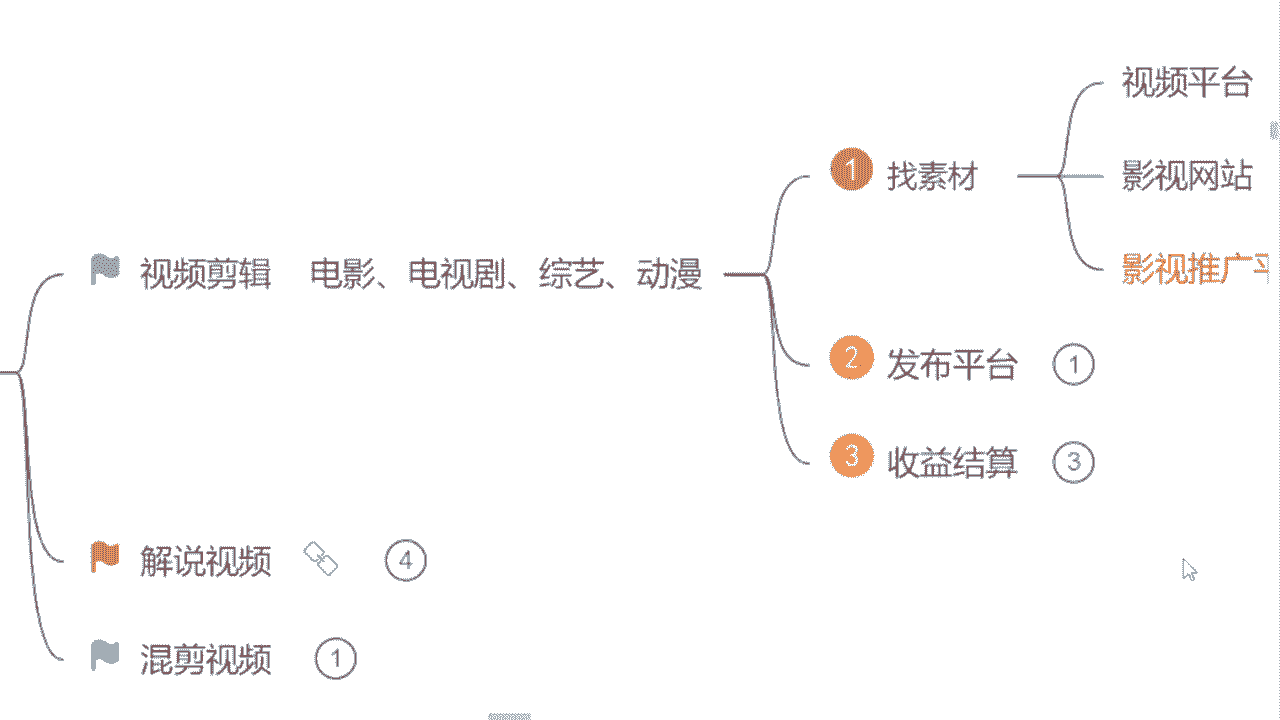 视频平台
1 找素材
影视网站
影视推广
视频剪辑 电影、电视剧、综艺、动漫
2 发布平台 1
3 收益结算 3
解说视频 4
混剪视频 1